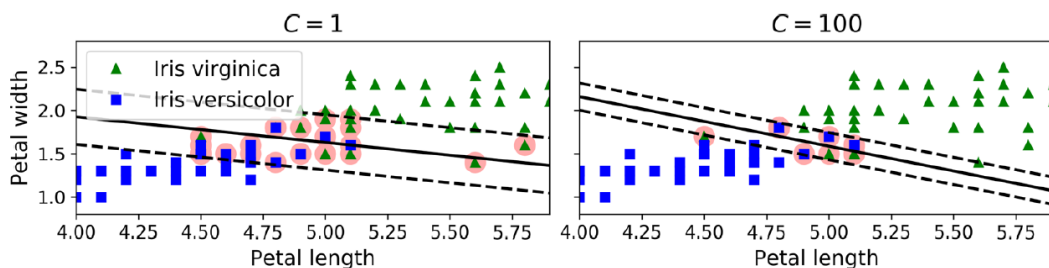 C = 1
C = 100
Petal width
2.5
2.0
1.5
1.0
Iris virginica
Iris versicolor
4.00 4.25 4.50 4.75 5.00 5.25 5.50 5.75
4.00 4.25 4.50 4.75 5.00 5.25 5.50 5.75
Petal length
Petal length